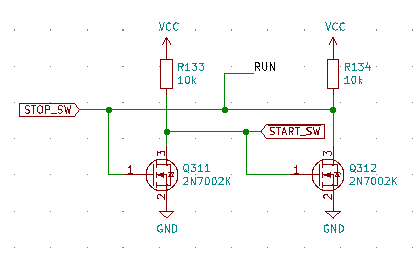 VCC VCC
R133 RUN R134
10k 10k
STOP_SW
START_SW
3 3
Q311 Q312
1 2N7002K 1 2N7002K
2 2
GND GND